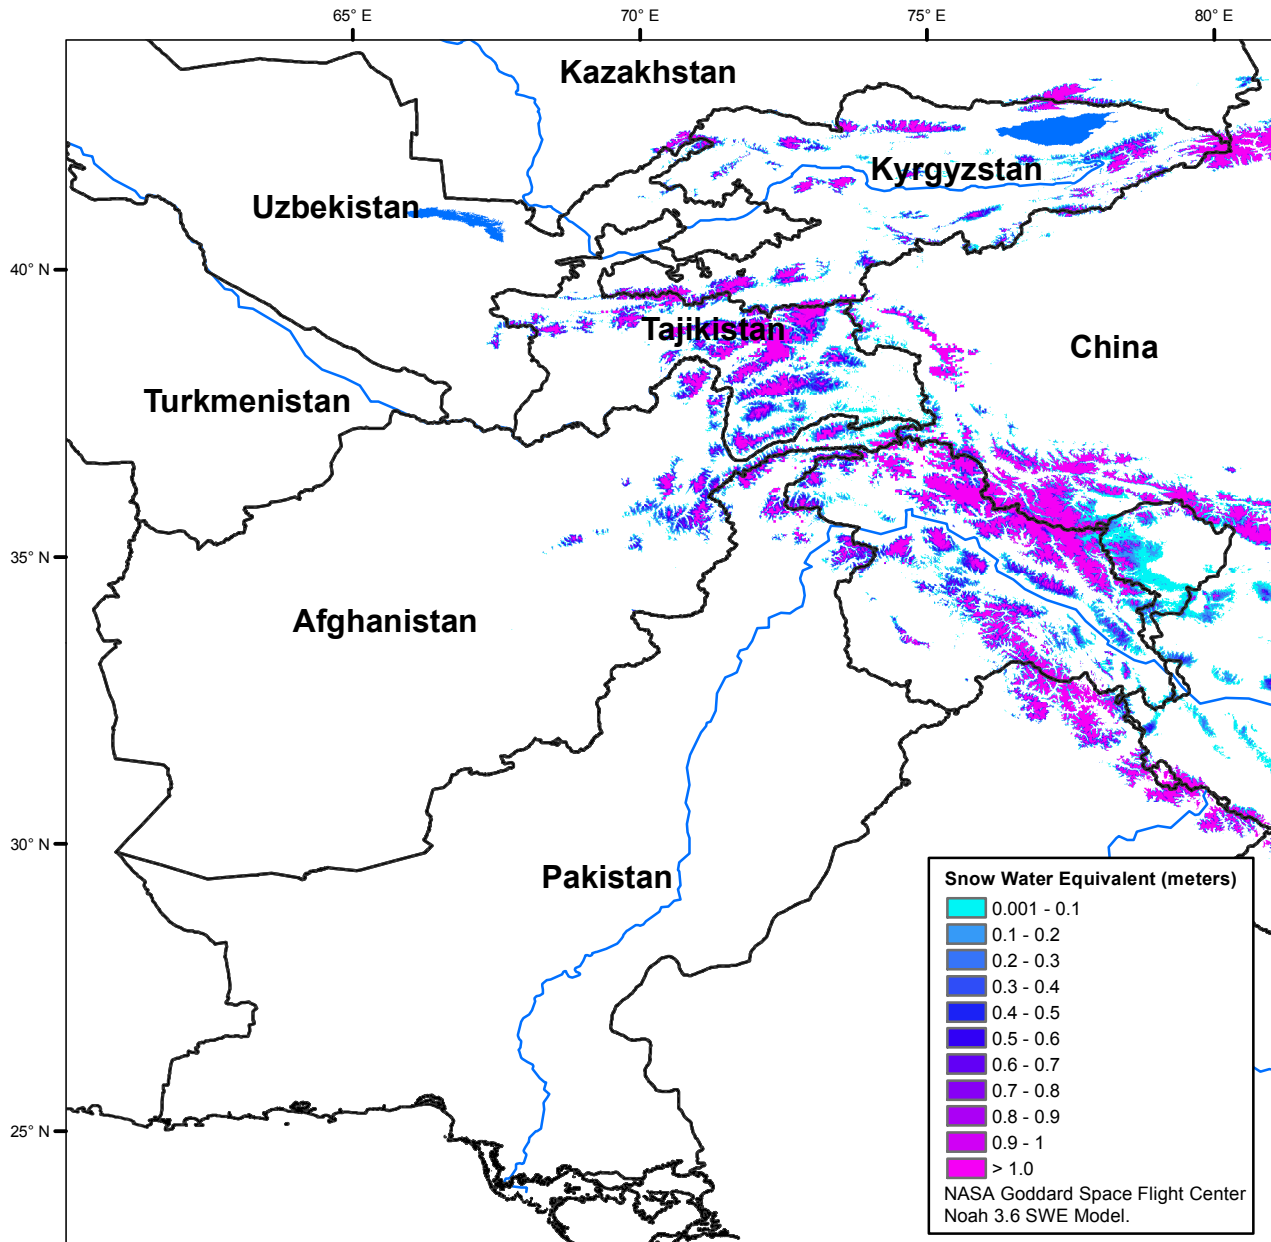 65° E
70° E
75° E
80° E
Kazakhstan
Kyrgyzstan
Uzbekistan
40° N
Tajikistan
China
Turkmenistan
35° N
Afghanistan
30° N
Pakistan
25° N
Snow Water Equivalent (meters)
0.001 - 0.1
0.1 - 0.2
0.2 - 0.3
0.3 - 0.4
0.4 - 0.5
0.5 - 0.6
0.6 - 0.7
0.7 - 0.8
0.8 - 0.9
0.9 - 1
> 1.0
NASA Goddard Space Flight Center
Noah 3.6 SWE Model.